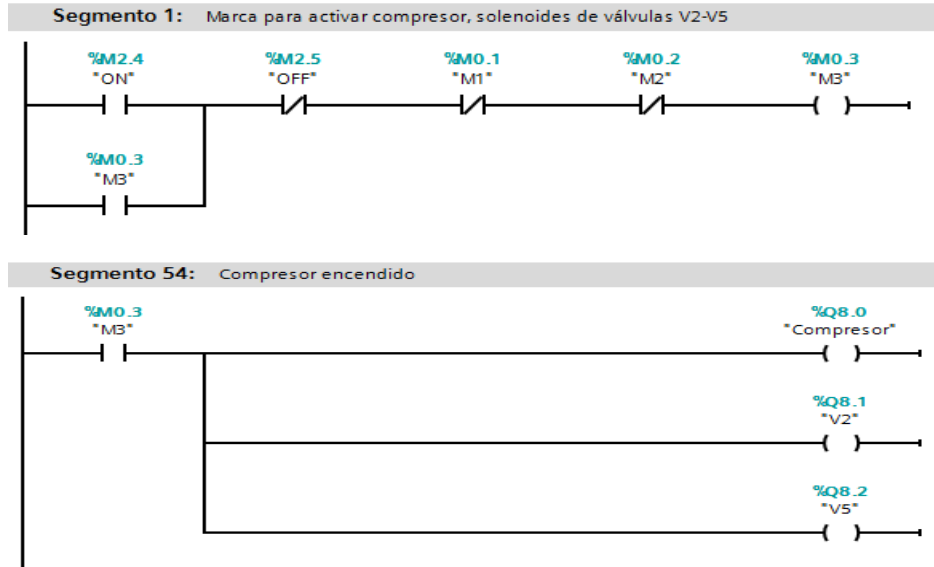 Segmento 1: Marca para activar compresor, solenoides de válvulas V2-V5
%M2.4 %M2.5 %M0.1 %M0.2 %M0.3
"ON" "OFF" "M1" "M2" "M3"
%M0.3
"M3"
Segmento 54: Compresor encendido
%M0.3 %Q8.0
"M3" "Compresor"
%Q8.1
"V2"
%Q8.2
"V5"